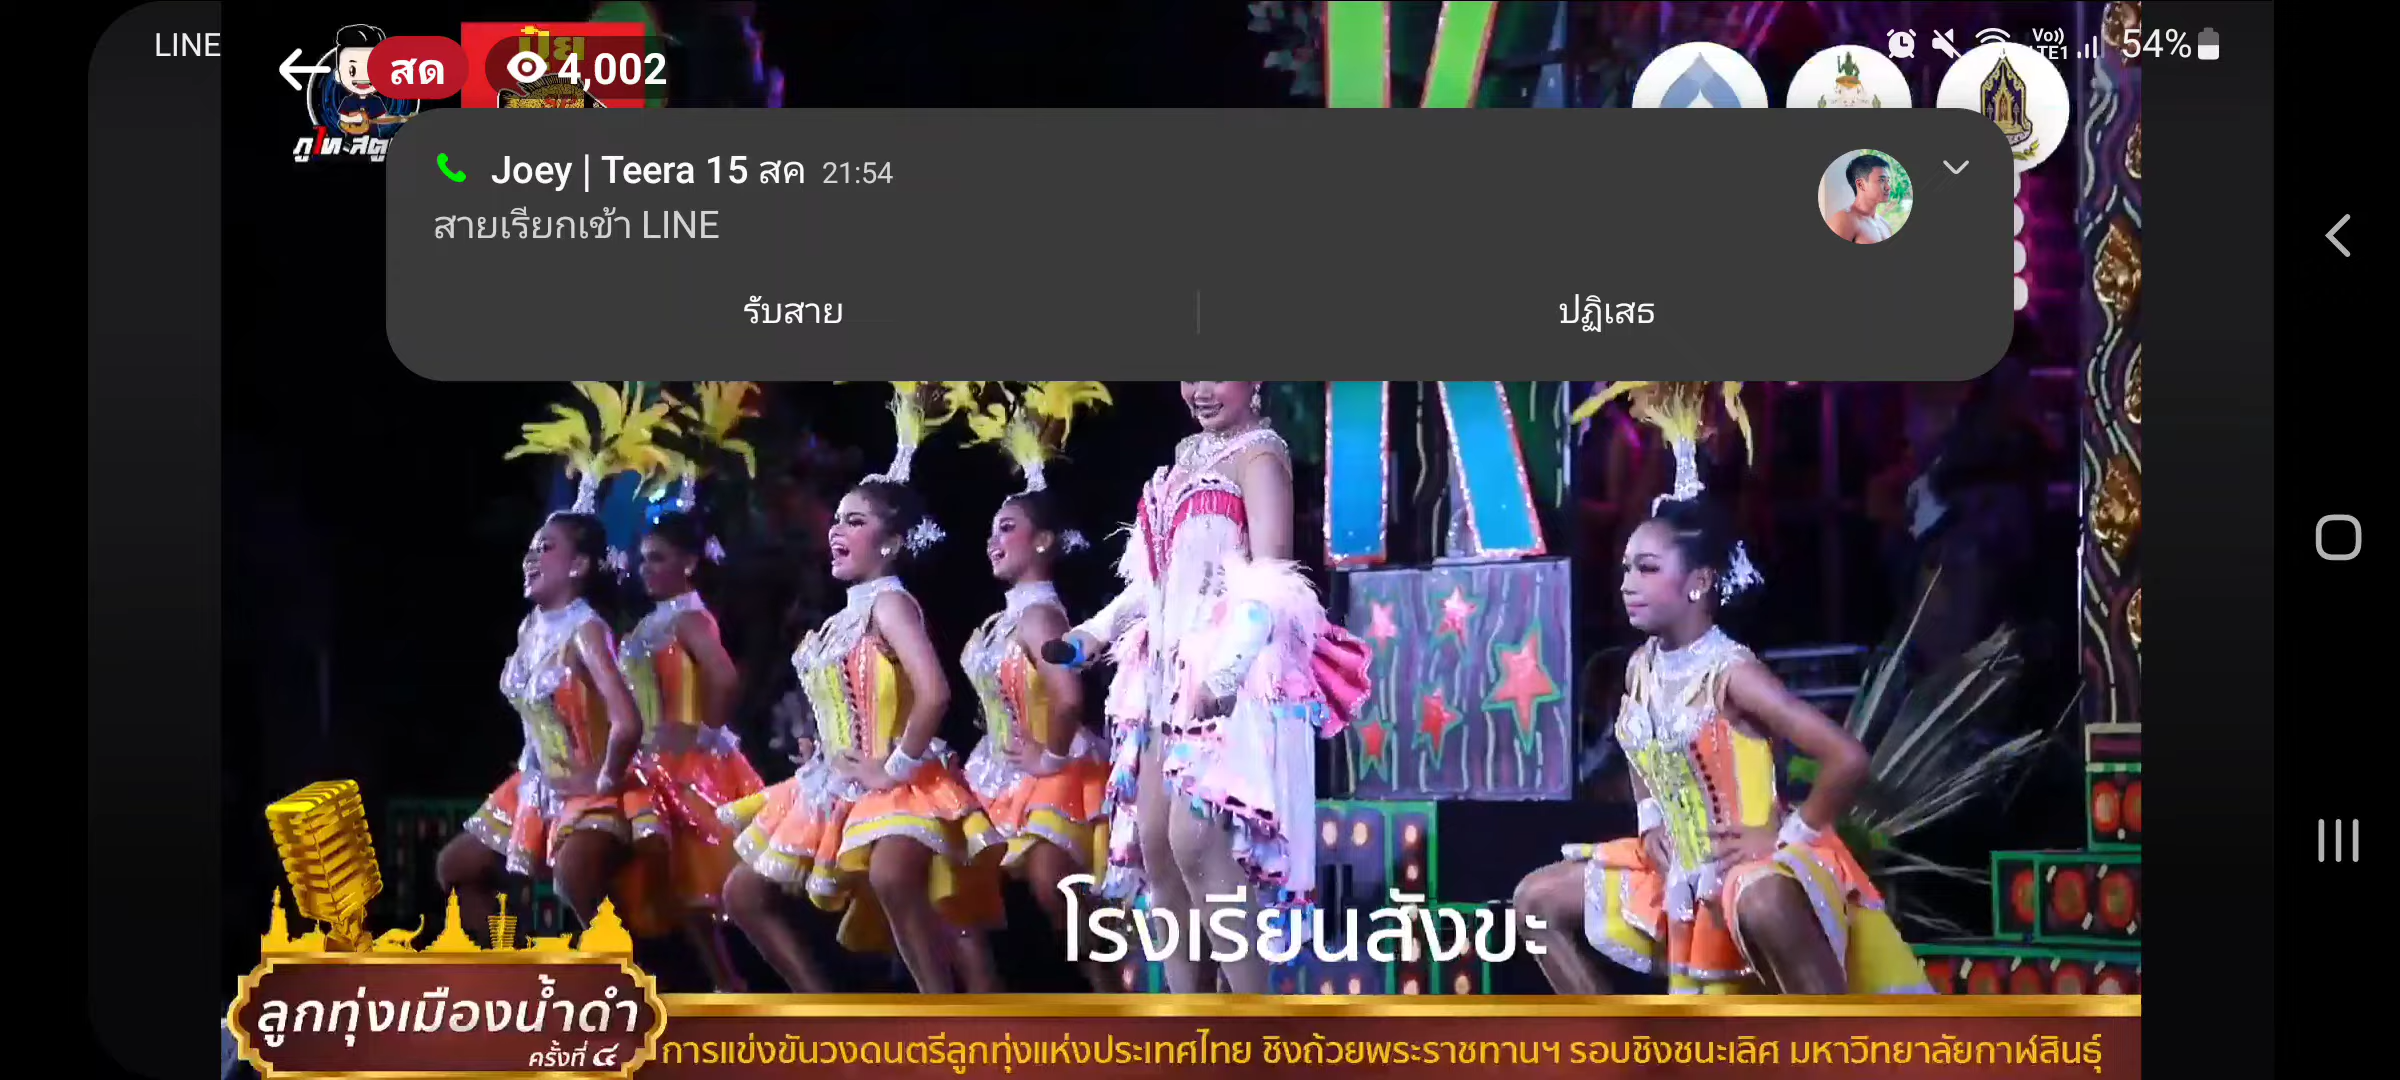 LINE
สด
4,002
ปุ๋ย
Vo))
LTE1
54%
ภูไท
Joey | Teera 15 สค 21:54
สายเรียกเข้า LINE
รับสาย
ปฏิเสธ
โรงเรียนสังขะ
ลูกทุ่งเมืองน้ำดำ
ครั้งที่ ๔
การแข่งขันวงดนตรีลูกทุ่งแห่งประเทศไทย ชิงถ้วยพระราชทานฯ รอบชิงชนะเลิศ มหาวิทยาลัยกาฬสินธุ์